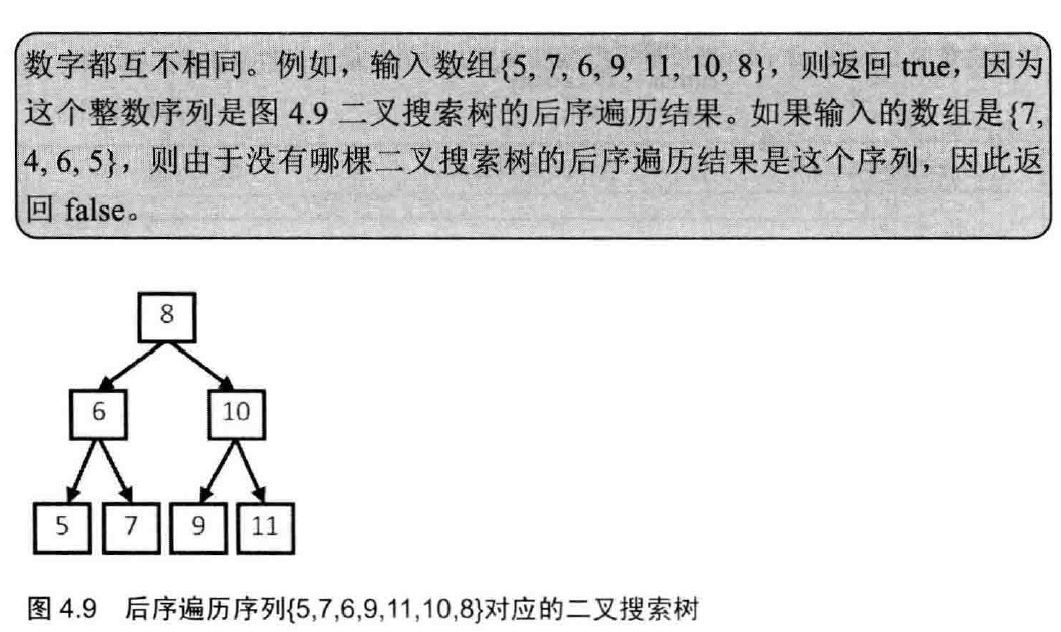 数字都互不相同。例如，输入数组{5, 7, 6, 9, 11, 10, 8}，则返回 true，因为
这个整数序列是图 4.9 二叉搜索树的后序遍历结果。如果输入的数组是{7,
4, 6, 5}，则由于没有哪棵二叉搜索树的后序遍历结果是这个序列，因此返
回 false。
8
6 10
5 7 9 11
图 4.9 后序遍历序列{5,7,6,9,11,10,8}对应的二叉搜索树